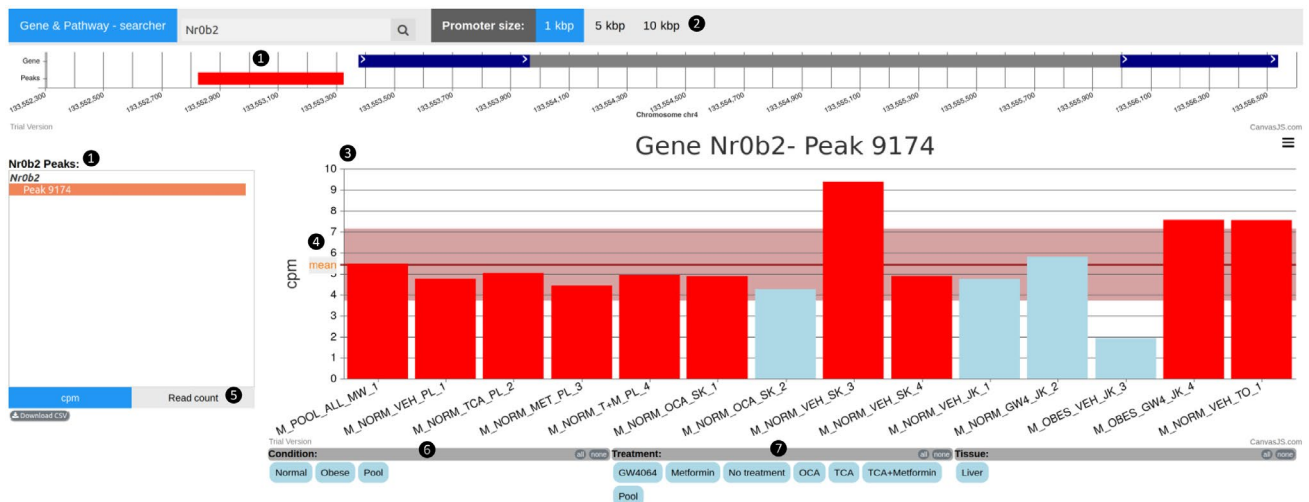 Gene & Pathway - searcher Nr0b2 Promoter size: 1 kbp 5 kbp 10 kbp 2
1
Gene
Peaks
133,552,300 133,552,500 133,552,700 133,552,900 133,553,100 133,553,300 133,553,500 133,553,700 133,553,900 133,554,100 133,554,300 133,554,500 133,554,700 133,554,900 133,555,100 133,555,300 133,555,500 133,555,700 133,555,900 133,556,100 133,556,300 133,556,500
Chromosome chr4
Trial Version CanvasJS.com
Nr0b2 Peaks: 1
Nr0b2
Peak 9174
cpm Read count 5
Download CSV
3 Gene Nr0b2- Peak 9174
10
9
8
7
6
4
mean
5
4
3
2
1
0
cpm
M_POOL_ALL_MW_1 M_NORM_VEH_PL_1 M_NORM_TCA_PL_2 M_NORM_MET_PL_3 M_NORM_T+M_PL_4 M_NORM_OCA_SK_1 M_NORM_OCA_SK_2 M_NORM_VEH_SK_3 M_NORM_VEH_SK_4 M_NORM_VEH_JK_1 M_NORM_GW4_JK_2 M_OBES_VEH_JK_3 M_OBES_GW4_JK_4 M_NORM_VEH_TO_1
Trial Version CanvasJS.com
Condition: 6 all none
Normal Obese Pool
Treatment: 7 all none
GW4064 Metformin No treatment OCA TCA TCA+Metformin
Pool
Tissue: all none
Liver